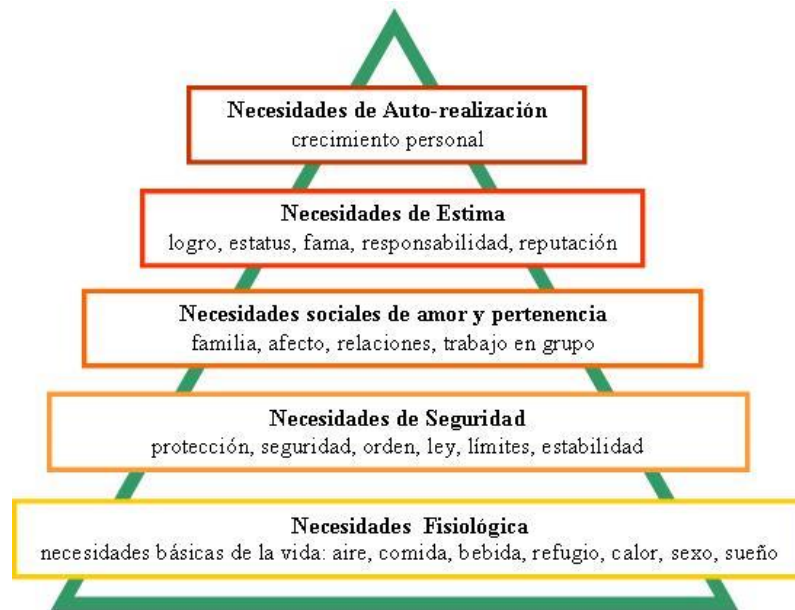 Necesidades de Auto-realización
crecimiento personal
Necesidades de Estima
logro, estatus, fama, responsabilidad, reputación
Necesidades sociales de amor y pertenencia
familia, afecto, relaciones, trabajo en grupo
Necesidades de Seguridad
protección, seguridad, orden, ley, límites, estabilidad
Necesidades Fisiológica
necesidades básicas de la vida: aire, comida, bebida, refugio, calor, sexo, sueño